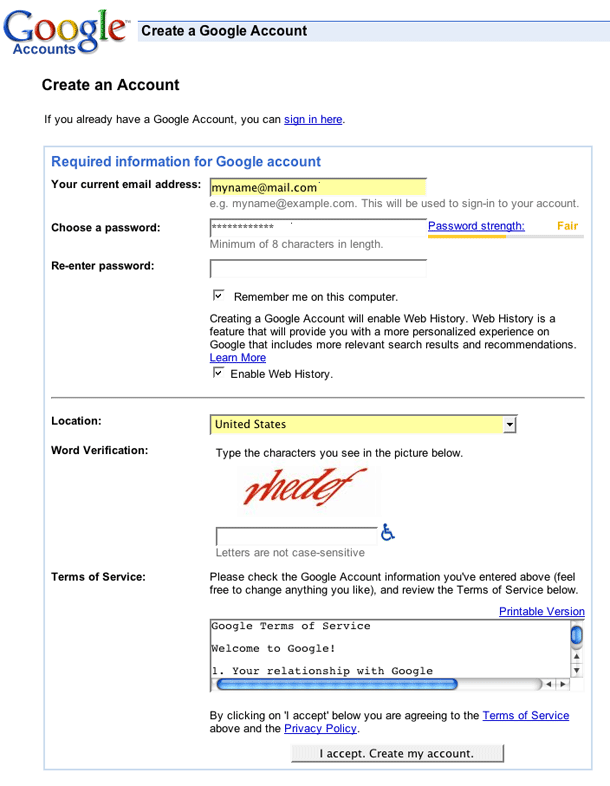 Google™
Accounts
Create a Google Account
Create an Account
If you already have a Google Account, you can sign in here.
Required information for Google account
Your current email address: myname@mail.com
e.g. myname@example.com. This will be used to sign-in to your account.
Choose a password: ************ Password strength: Fair
Minimum of 8 characters in length.
Re-enter password:
Remember me on this computer.
Creating a Google Account will enable Web History. Web History is a
feature that will provide you with a more personalized experience on
Google that includes more relevant search results and recommendations.
Learn More
Enable Web History.
Location: United States
Word Verification: Type the characters you see in the picture below.
rhedef
Letters are not case-sensitive
Terms of Service: Please check the Google Account information you've entered above (feel
free to change anything you like), and review the Terms of Service below.
Printable Version
Google Terms of Service
Welcome to Google!
1. Your relationship with Google
By clicking on 'I accept' below you are agreeing to the Terms of Service
above and the Privacy Policy.
I accept. Create my account.